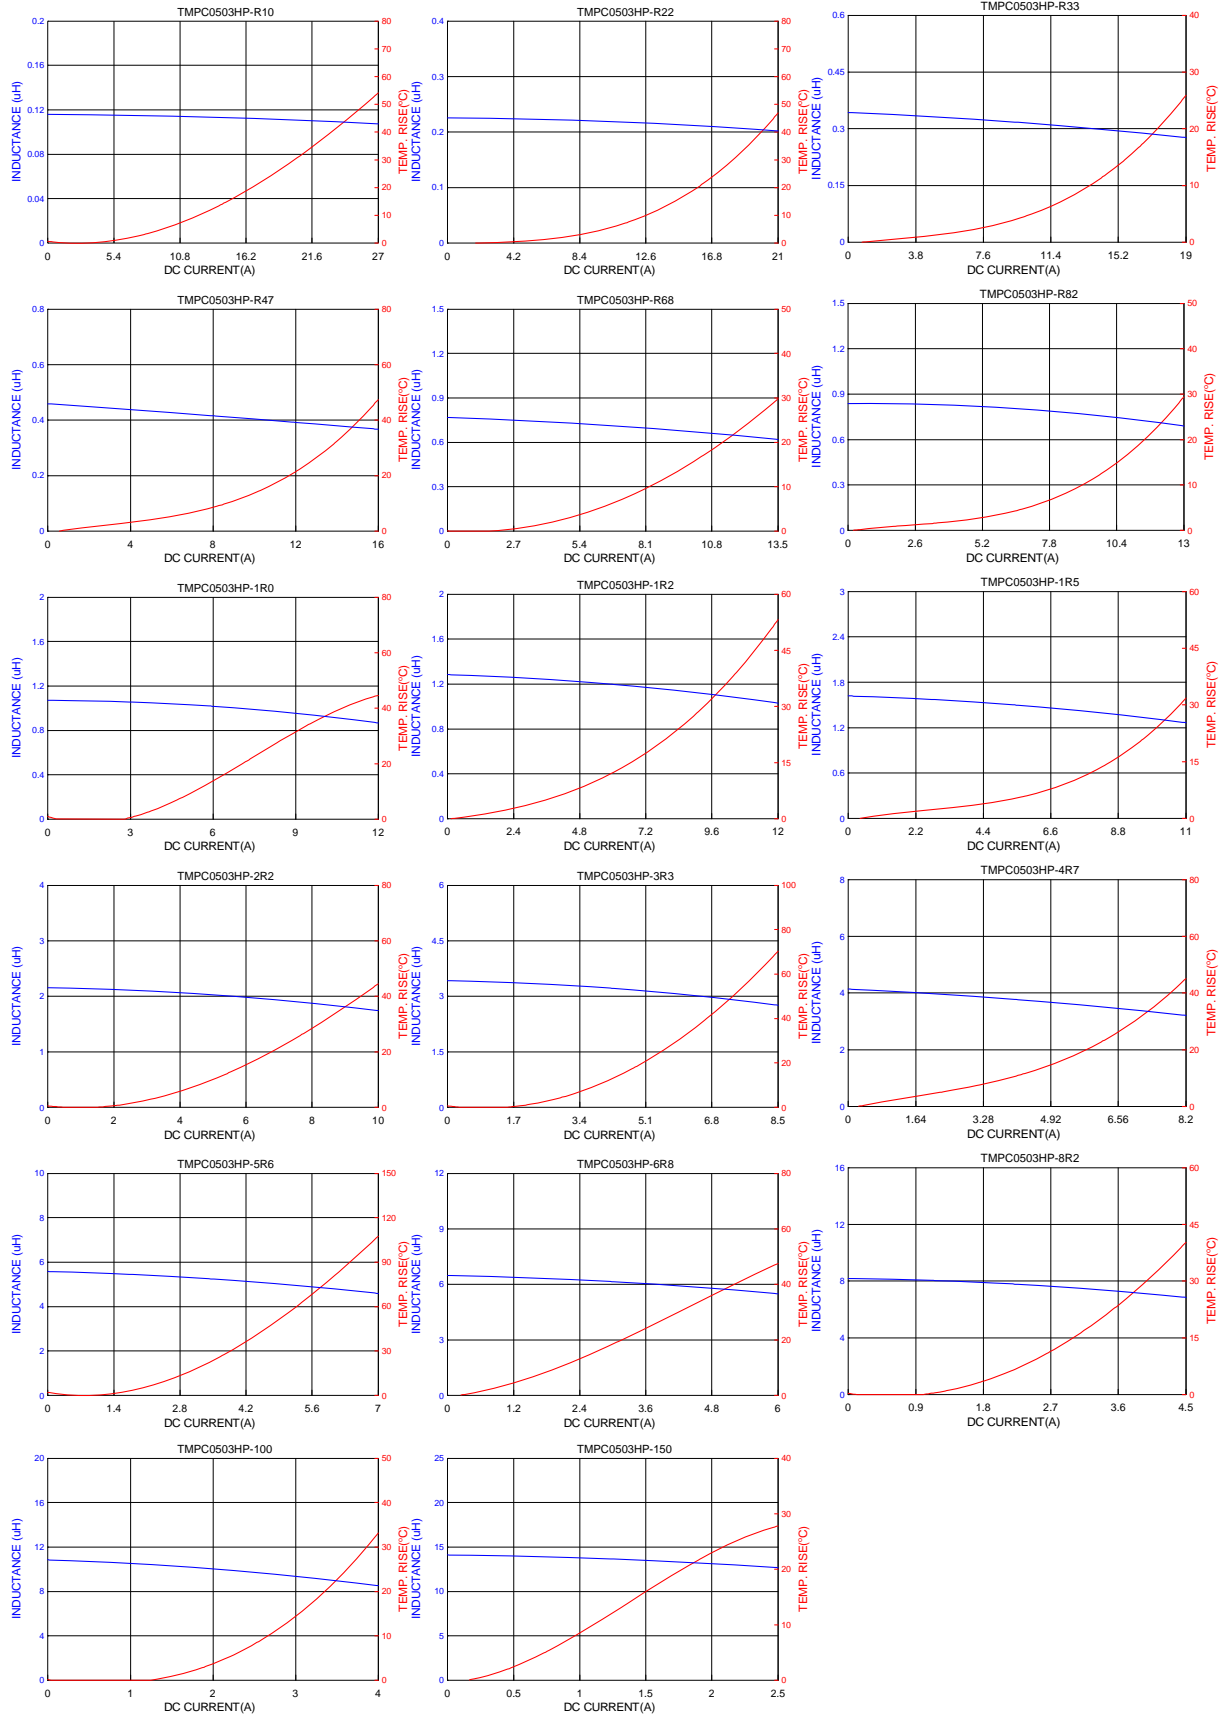 TMPC0503HP-R10
0.2
0.16
0.12
0.08
0.04
0
INDUCTANCE (uH)
80
70
60
50
40
30
20
10
0
TEMP. RISE(°C)
0 5.4 10.8 16.2 21.6 27
DC CURRENT(A)
TMPC0503HP-R22
0.4
0.3
0.2
0.1
0
INDUCTANCE (uH)
80
70
60
50
40
30
20
10
0
TEMP. RISE(°C)
0 4.2 8.4 12.6 16.8 21
DC CURRENT(A)
TMPC0503HP-R33
0.6
0.45
0.3
0.15
0
INDUCTANCE (uH)
40
30
20
10
0
TEMP. RISE(°C)
0 3.8 7.6 11.4 15.2 19
DC CURRENT(A)
TMPC0503HP-R47
0.8
0.6
0.4
0.2
0
INDUCTANCE (uH)
80
60
40
20
0
TEMP. RISE(°C)
0 4 8 12 16
DC CURRENT(A)
TMPC0503HP-R68
1.5
1.2
0.9
0.6
0.3
0
INDUCTANCE (uH)
50
40
30
20
10
0
TEMP. RISE(°C)
0 2.7 5.4 8.1 10.8 13.5
DC CURRENT(A)
TMPC0503HP-R82
1.5
1.2
0.9
0.6
0.3
0
INDUCTANCE (uH)
50
40
30
20
10
0
TEMP. RISE(°C)
0 2.6 5.2 7.8 10.4 13
DC CURRENT(A)
TMPC0503HP-1R0
2
1.6
1.2
0.8
0.4
0
INDUCTANCE (uH)
80
60
40
20
0
TEMP. RISE(°C)
0 3 6 9 12
DC CURRENT(A)
TMPC0503HP-1R2
2
1.6
1.2
0.8
0.4
0
INDUCTANCE (uH)
60
45
30
15
0
TEMP. RISE(°C)
0 2.4 4.8 7.2 9.6 12
DC CURRENT(A)
TMPC0503HP-1R5
3
2.4
1.8
1.2
0.6
0
INDUCTANCE (uH)
60
45
30
15
0
TEMP. RISE(°C)
0 2.2 4.4 6.6 8.8 11
DC CURRENT(A)
TMPC0503HP-2R2
4
3
2
1
0
INDUCTANCE (uH)
80
60
40
20
0
TEMP. RISE(°C)
0 2 4 6 8 10
DC CURRENT(A)
TMPC0503HP-3R3
6
4.5
3
1.5
0
INDUCTANCE (uH)
100
80
60
40
20
0
TEMP. RISE(°C)
0 1.7 3.4 5.1 6.8 8.5
DC CURRENT(A)
TMPC0503HP-4R7
8
6
4
2
0
INDUCTANCE (uH)
80
60
40
20
0
TEMP. RISE(°C)
0 1.64 3.28 4.92 6.56 8.2
DC CURRENT(A)
TMPC0503HP-5R6
10
8
6
4
2
0
INDUCTANCE (uH)
150
120
90
60
30
0
TEMP. RISE(°C)
0 1.4 2.8 4.2 5.6 7
DC CURRENT(A)
TMPC0503HP-6R8
12
9
6
3
0
INDUCTANCE (uH)
80
60
40
20
0
TEMP. RISE(°C)
0 1.2 2.4 3.6 4.8 6
DC CURRENT(A)
TMPC0503HP-8R2
16
12
8
4
0
INDUCTANCE (uH)
60
45
30
15
0
TEMP. RISE(°C)
0 0.9 1.8 2.7 3.6 4.5
DC CURRENT(A)
TMPC0503HP-100
20
16
12
8
4
0
INDUCTANCE (uH)
50
40
30
20
10
0
TEMP. RISE(°C)
0 1 2 3 4
DC CURRENT(A)
TMPC0503HP-150
25
20
15
10
5
0
INDUCTANCE (uH)
40
30
20
10
0
TEMP. RISE(°C)
0 0.5 1 1.5 2 2.5
DC CURRENT(A)